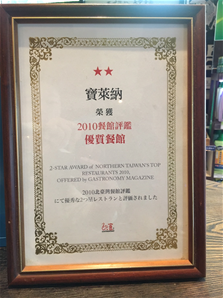 ★★
寶萊納
榮獲
2010餐館評鑑
優質餐館
2-STAR AWARD of NORTHERN TAIWAN'S TOP
RESTAURANTS 2010,
OFFERED by GASTRONOMY MAGAZINE
2010北臺灣餐館評鑑
にて優秀な2つ星レストランと評価されました